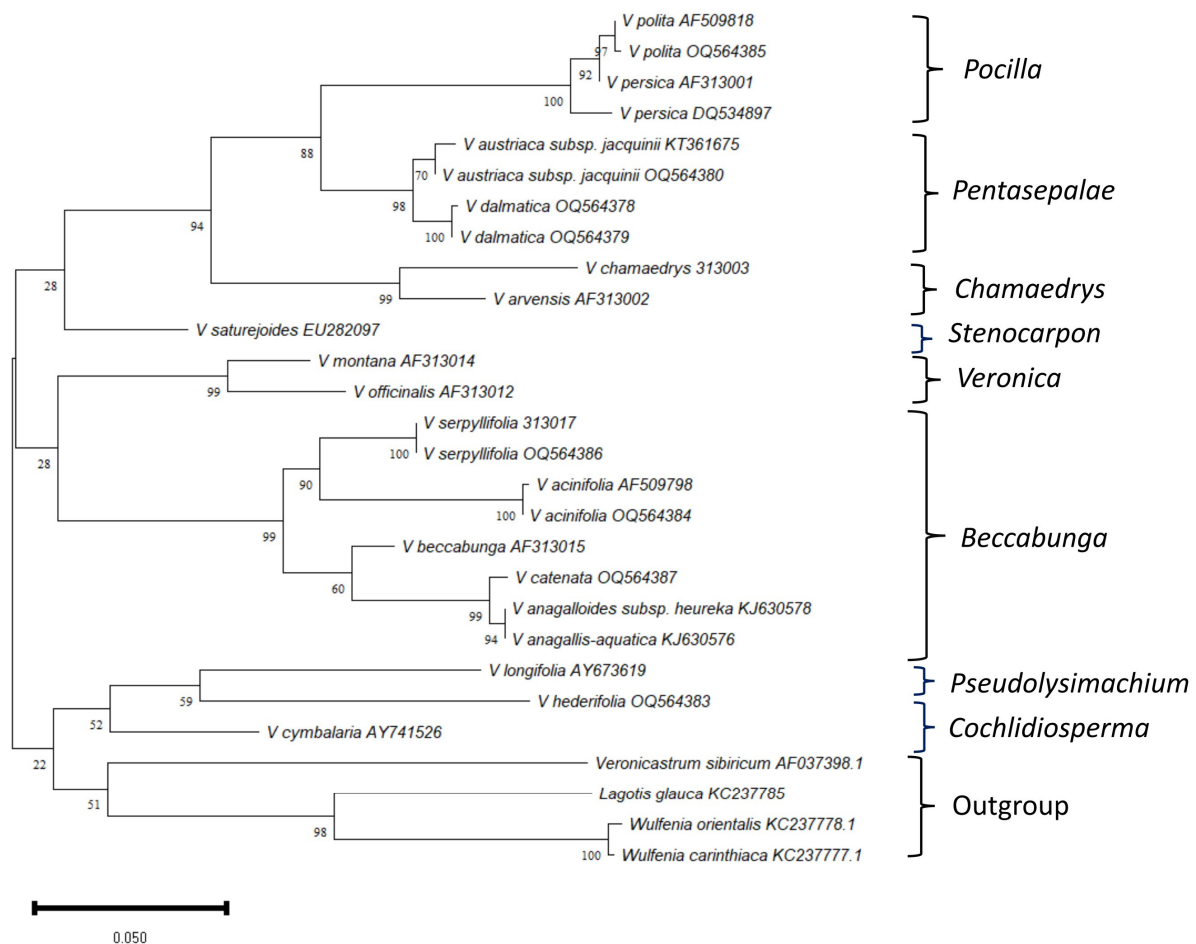 V polita AF509818
97
V polita OQ564385
92
V persica AF313001
100
V persica DQ534897
Pocilla
88
V austriaca subsp. jacquinii KT361675
70
V austriaca subsp. jacquinii OQ564380
98
V dalmatica OQ564378
100
V dalmatica OQ564379
Pentasepalae
94
V chamaedrys 313003
99
V arvensis AF313002
Chamaedrys
28
V saturejoides EU282097
Stenocarpon
V montana AF313014
99
V officinalis AF313012
Veronica
28
V serpyllifolia 313017
100
V serpyllifolia OQ564386
90
V acinifolia AF509798
100
V acinifolia OQ564384
99
V beccabunga AF313015
60
V catenata OQ564387
99
V anagalloides subsp. heureka KJ630578
94
V anagallis-aquatica KJ630576
Beccabunga
V longifolia AY673619
59
V hederifolia OQ564383
Pseudolysimachium
52
V cymbalaria AY741526
Cochlidiosperma
22
Veronicastrum sibiricum AF037398.1
51
Lagotis glauca KC237785
98
Wulfenia orientalis KC237778.1
100
Wulfenia carinthiaca KC237777.1
Outgroup
0.050